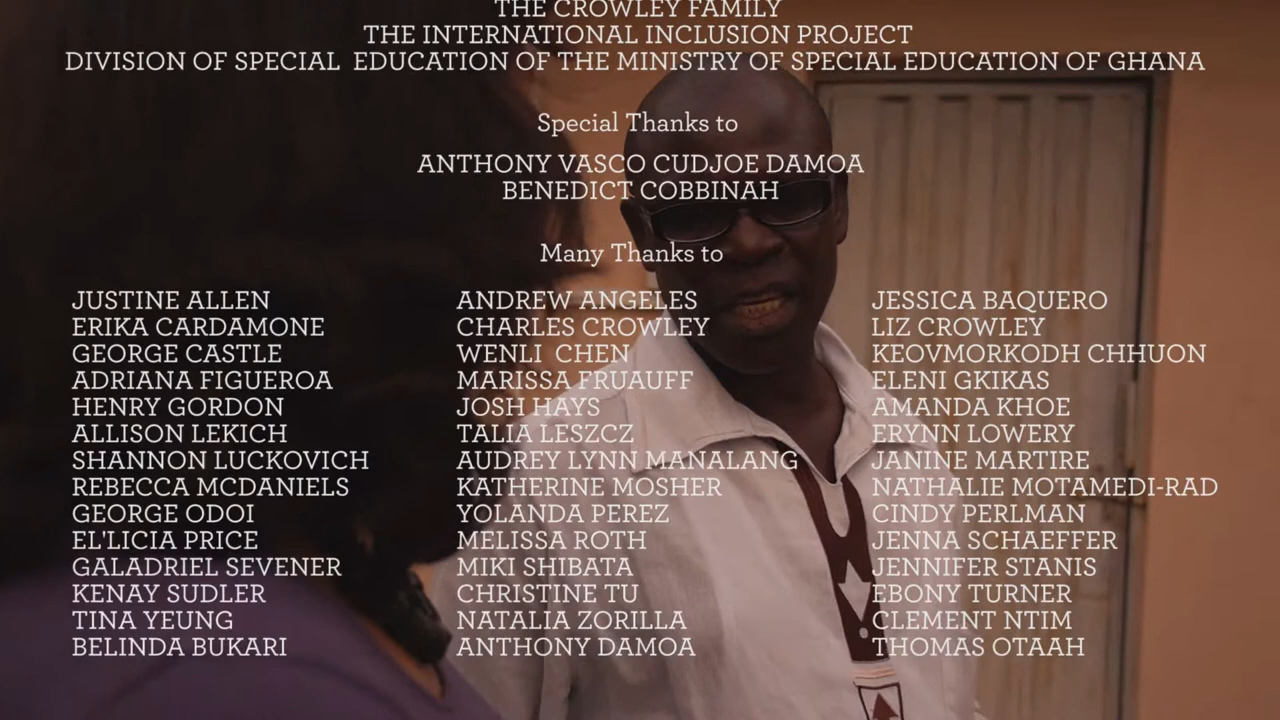 THE CROWLEY FAMILY
THE INTERNATIONAL INCLUSION PROJECT
DIVISION OF SPECIAL EDUCATION OF THE MINISTRY OF SPECIAL EDUCATION OF GHANA
Special Thanks to
ANTHONY VASCO CUDJOE DAMOA
BENEDICT COBBINAH
Many Thanks to
JUSTINE ALLEN ANDREW ANGELES JESSICA BAQUERO
ERIKA CARDAMONE CHARLES CROWLEY LIZ CROWLEY
GEORGE CASTLE WENLI CHEN KEOVMORKODH CHHUON
ADRIANA FIGUEROA MARISSA FRUAUFF ELENI GKIKAS
HENRY GORDON JOSH HAYS AMANDA KHOE
ALLISON LEKICH TALIA LESZCZ ERYNN LOWERY
SHANNON LUCKOVICH AUDREY LYNN MANALANG JANINE MARTIRE
REBECCA MCDANIELS KATHERINE MOSHER NATHALIE MOTAMEDI-RAD
GEORGE ODOI YOLANDA PEREZ CINDY PERLMAN
EL'LICIA PRICE MELISSA ROTH JENNA SCHAEFFER
GALADRIEL SEVENER MIKI SHIBATA JENNIFER STANIS
KENAY SUDLER CHRISTINE TU EBONY TURNER
TINA YEUNG NATALIA ZORILLA CLEMENT NTIM
BELINDA BUKARI ANTHONY DAMOA THOMAS OTAAH